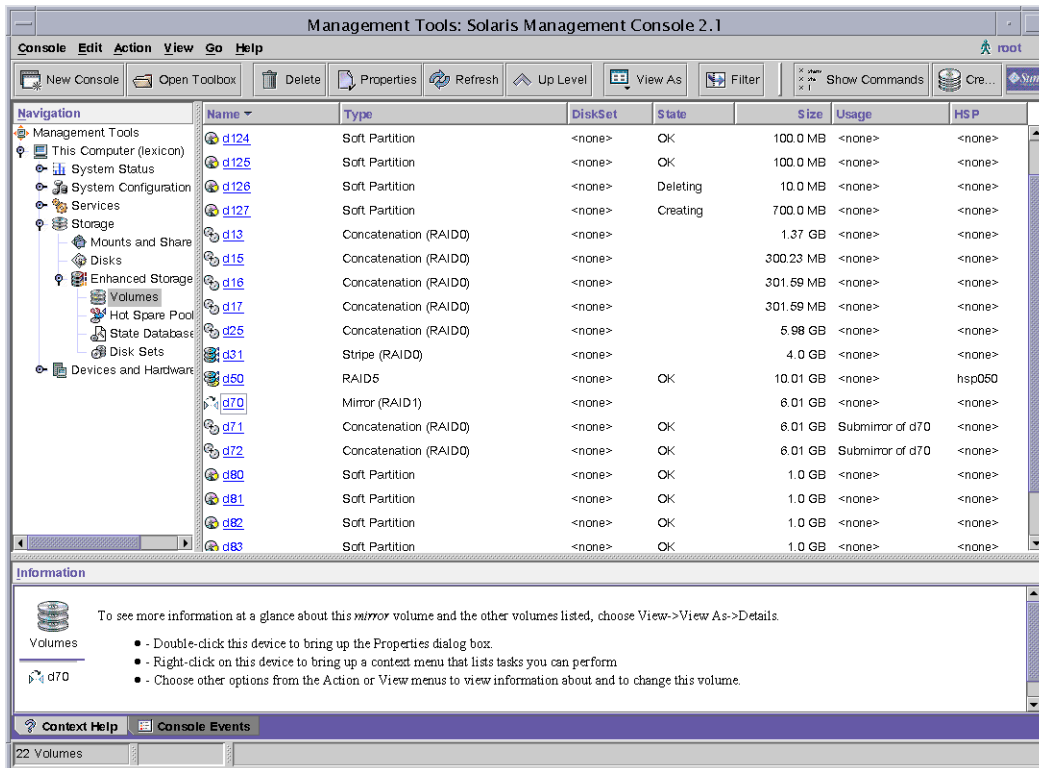 Management Tools: Solaris Management Console 2.1
Console Edit Action View Go Help root
New Console Open Toolbox Delete Properties Refresh Up Level View As Filter Show Commands Cre... Sun
Navigation
Management Tools
This Computer (lexicon)
System Status
System Configuration
Services
Storage
Mounts and Share
Disks
Enhanced Storage
Volumes
Hot Spare Pool
State Database
Disk Sets
Devices and Hardware
Name Type DiskSet State Size Usage HSP
d124 Soft Partition <none> OK 100.0 MB <none> <none>
d125 Soft Partition <none> OK 100.0 MB <none> <none>
d126 Soft Partition <none> Deleting 10.0 MB <none> <none>
d127 Soft Partition <none> Creating 700.0 MB <none> <none>
d13 Concatenation (RAID0) <none> 1.37 GB <none> <none>
d15 Concatenation (RAID0) <none> 300.23 MB <none> <none>
d16 Concatenation (RAID0) <none> 301.59 MB <none> <none>
d17 Concatenation (RAID0) <none> 301.59 MB <none> <none>
d25 Concatenation (RAID0) <none> 5.98 GB <none> <none>
d31 Stripe (RAID0) <none> 4.0 GB <none> <none>
d50 RAID5 <none> OK 10.01 GB <none> hsp050
d70 Mirror (RAID1) <none> 6.01 GB <none> <none>
d71 Concatenation (RAID0) <none> OK 6.01 GB Submirror of d70 <none>
d72 Concatenation (RAID0) <none> OK 6.01 GB Submirror of d70 <none>
d80 Soft Partition <none> OK 1.0 GB <none> <none>
d81 Soft Partition <none> OK 1.0 GB <none> <none>
d82 Soft Partition <none> OK 1.0 GB <none> <none>
d83 Soft Partition <none> OK 1.0 GB <none> <none>
Information
Volumes
d70
To see more information at a glance about this mirror volume and the other volumes listed, choose View->View As->Details.
● - Double-click this device to bring up the Properties dialog box.
● - Right-click on this device to bring up a context menu that lists tasks you can perform
● - Choose other options from the Action or View menus to view information about and to change this volume.
Context Help Console Events
22 Volumes